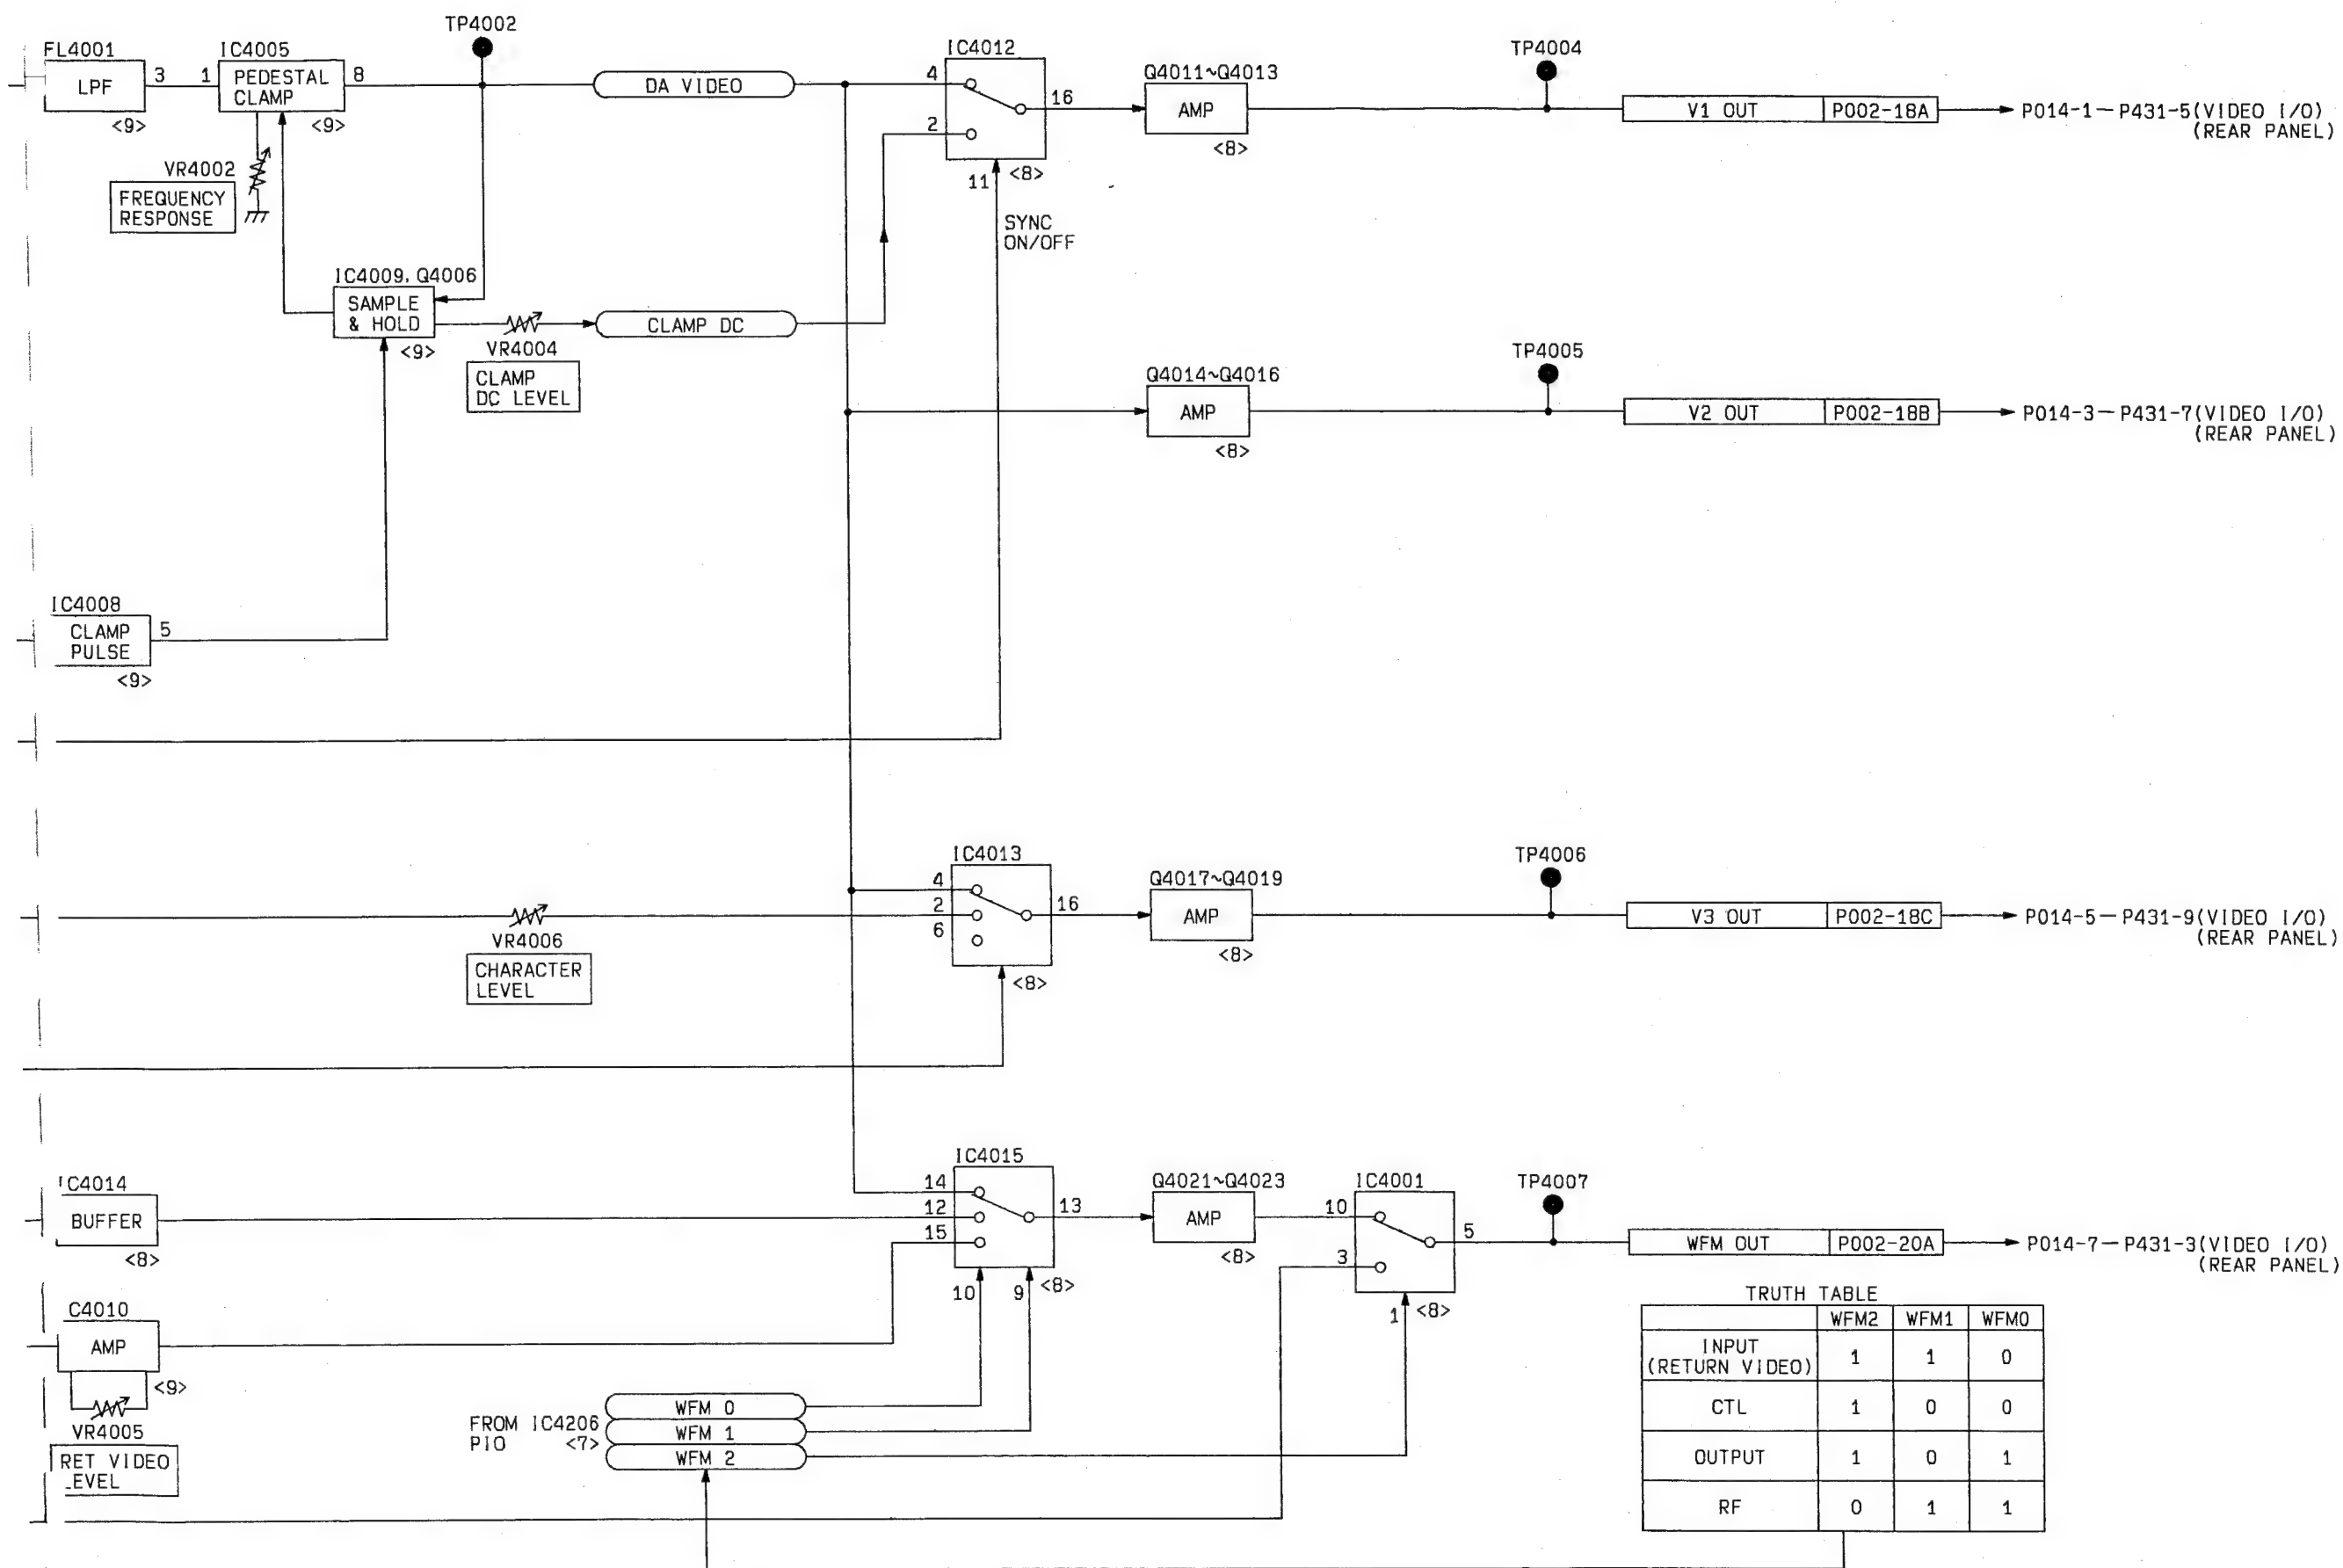 TP4002
FL4001
LPF
3
<9>
IC4005
1
PEDESTAL
CLAMP
8
<9>
VR4002
FREQUENCY
RESPONSE
IC4009, Q4006
SAMPLE
& HOLD
<9>
VR4004
CLAMP
DC LEVEL
DA VIDEO
CLAMP DC
IC4012
4
2
16
11
<8>
SYNC
ON/OFF
Q4011~Q4013
AMP
<8>
TP4004
V1 OUT
P002-18A
P014-1—P431-5(VIDEO I/O)
(REAR PANEL)
Q4014~Q4016
AMP
<8>
TP4005
V2 OUT
P002-18B
P014-3—P431-7(VIDEO I/O)
(REAR PANEL)
IC4008
CLAMP
PULSE
5
<9>
VR4006
CHARACTER
LEVEL
IC4013
4
2
6
16
<8>
Q4017~Q4019
AMP
<8>
TP4006
V3 OUT
P002-18C
P014-5—P431-9(VIDEO I/O)
(REAR PANEL)
IC4014
BUFFER
<8>
C4010
AMP
<9>
VR4005
RET VIDEO
LEVEL
IC4015
14
12
15
13
10
9
<8>
Q4021~Q4023
AMP
<8>
IC4001
10
3
5
1
<8>
TP4007
WFM OUT
P002-20A
P014-7—P431-3(VIDEO I/O)
(REAR PANEL)
FROM IC4206
PIO <7>
WFM 0
WFM 1
WFM 2
TRUTH TABLE
WFM2 WFM1 WFM0
INPUT
(RETURN VIDEO) 1 1 0
CTL 1 0 0
OUTPUT 1 0 1
RF 0 1 1